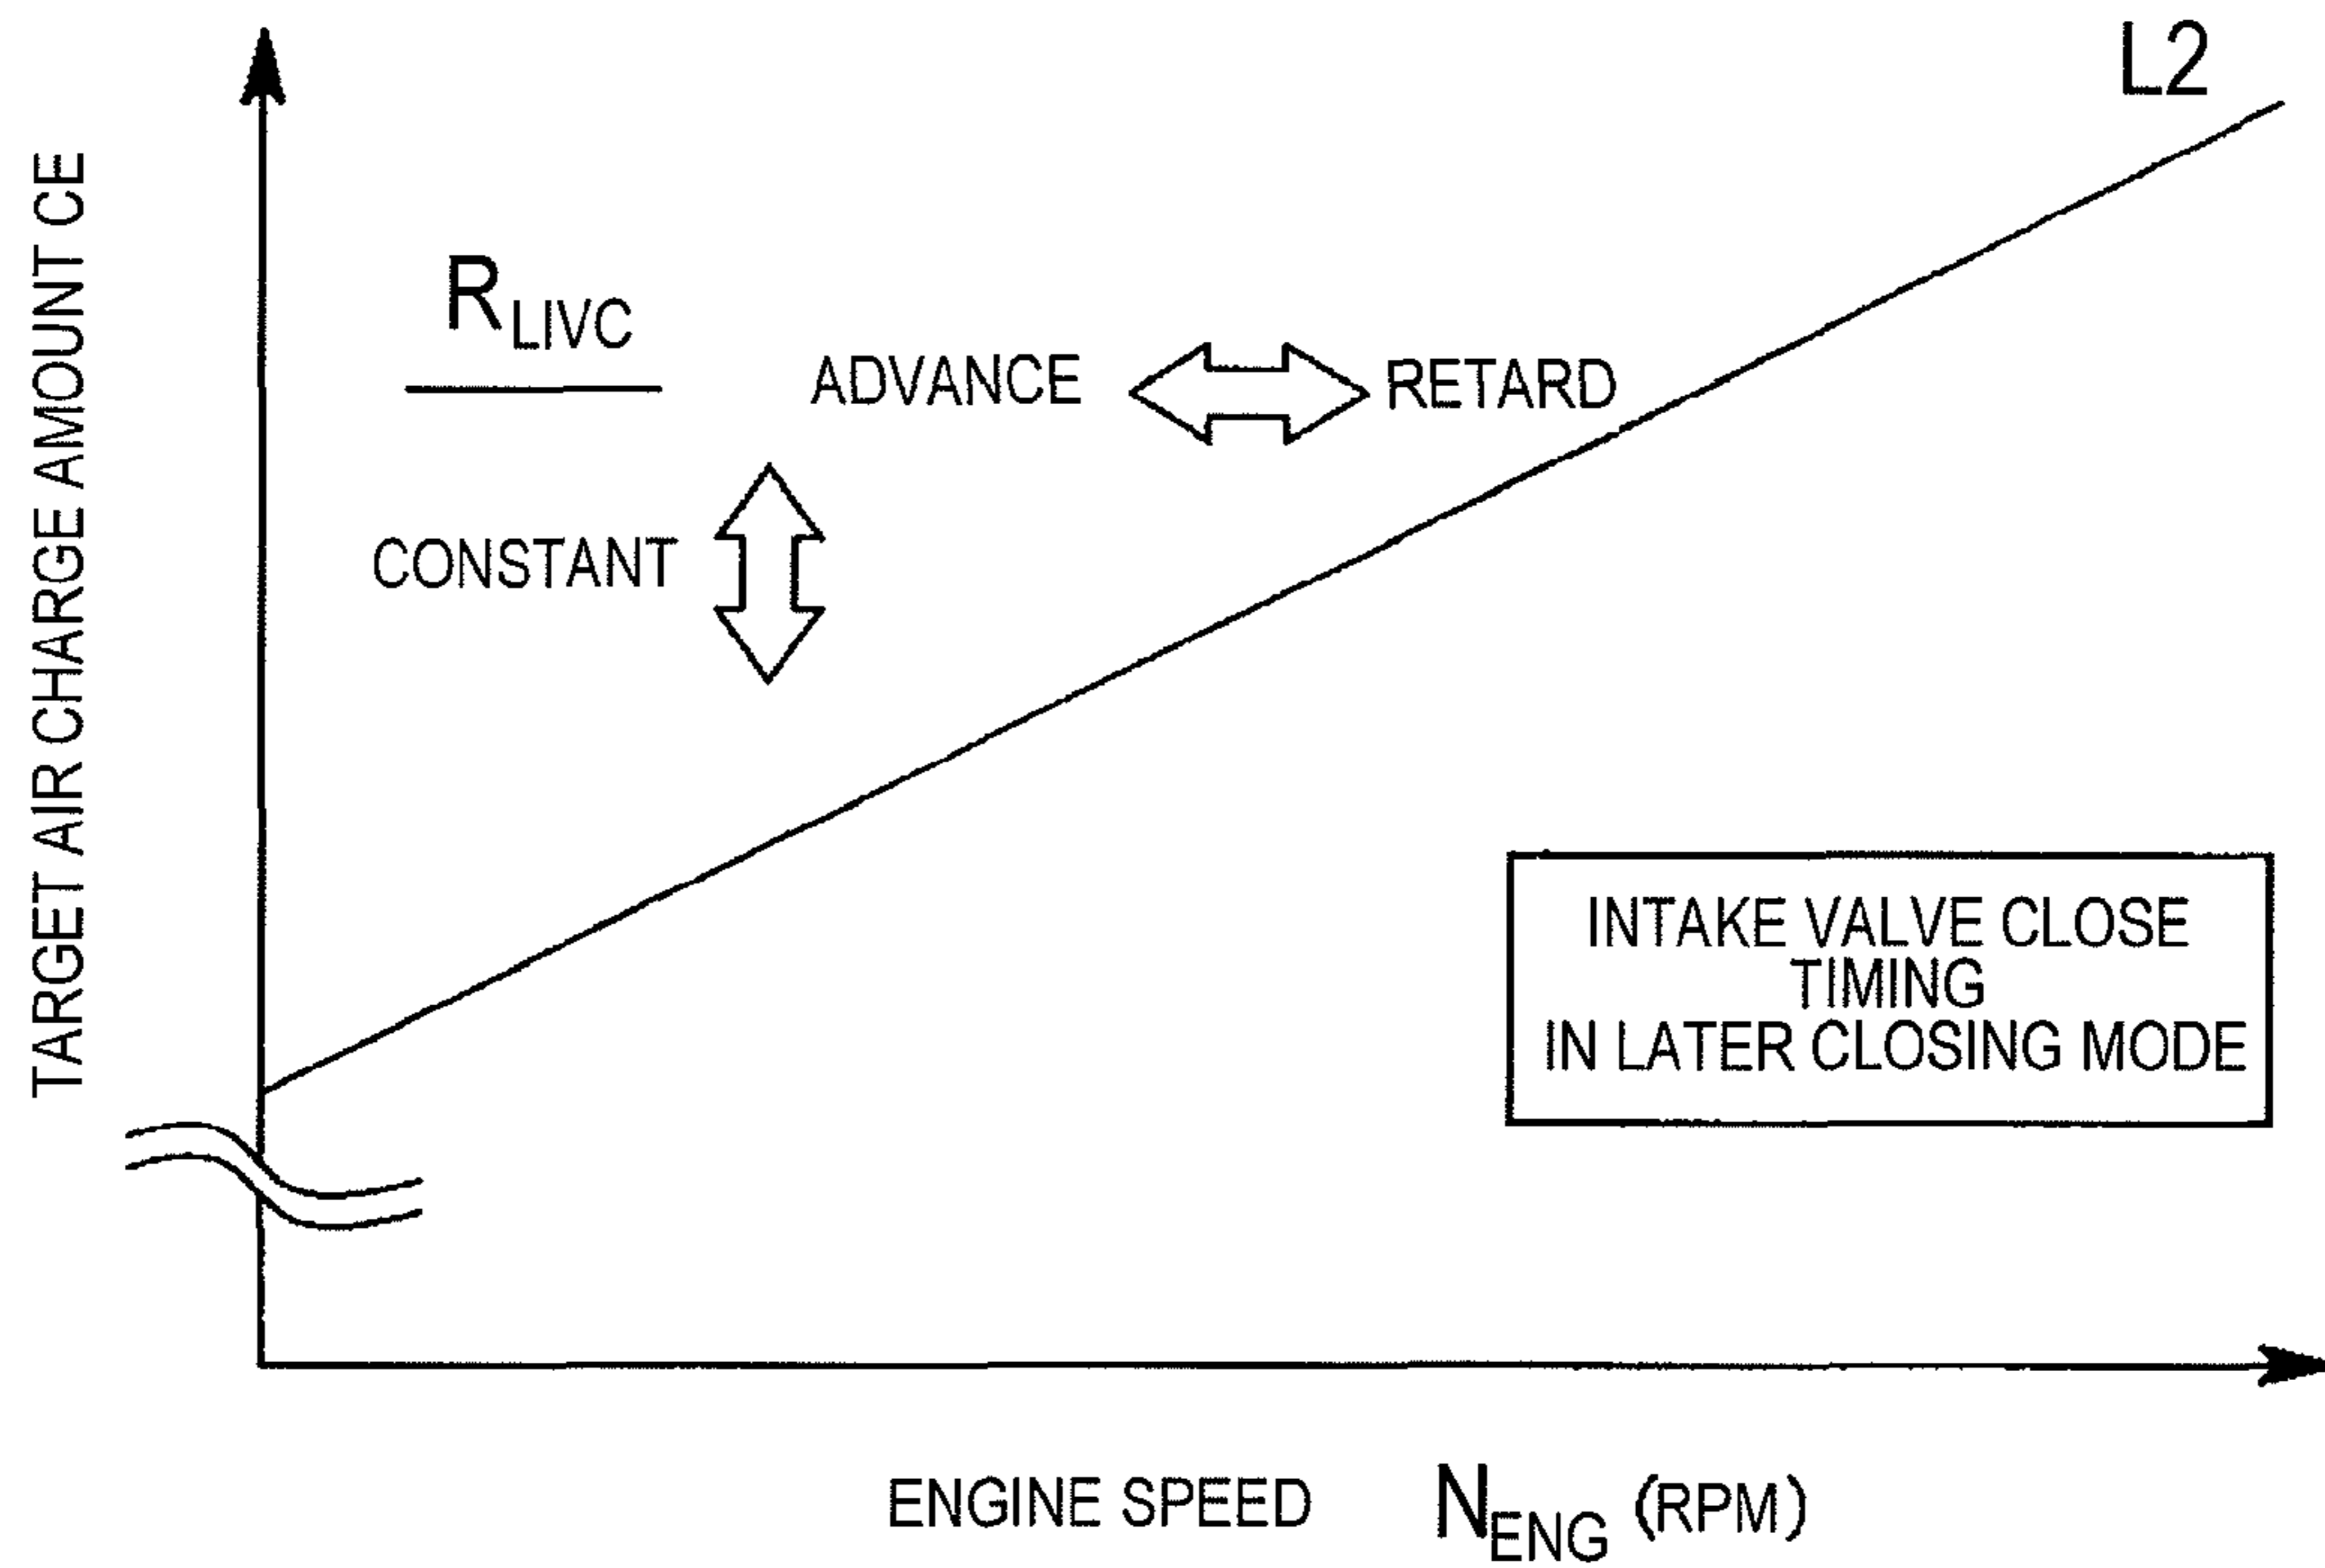 L2
TARGET AIR CHARGE AMOUNT CE
RLIVC
ADVANCE RETARD
CONSTANT
INTAKE VALVE CLOSE
TIMING
IN LATER CLOSING MODE
ENGINE SPEED NENG (RPM)